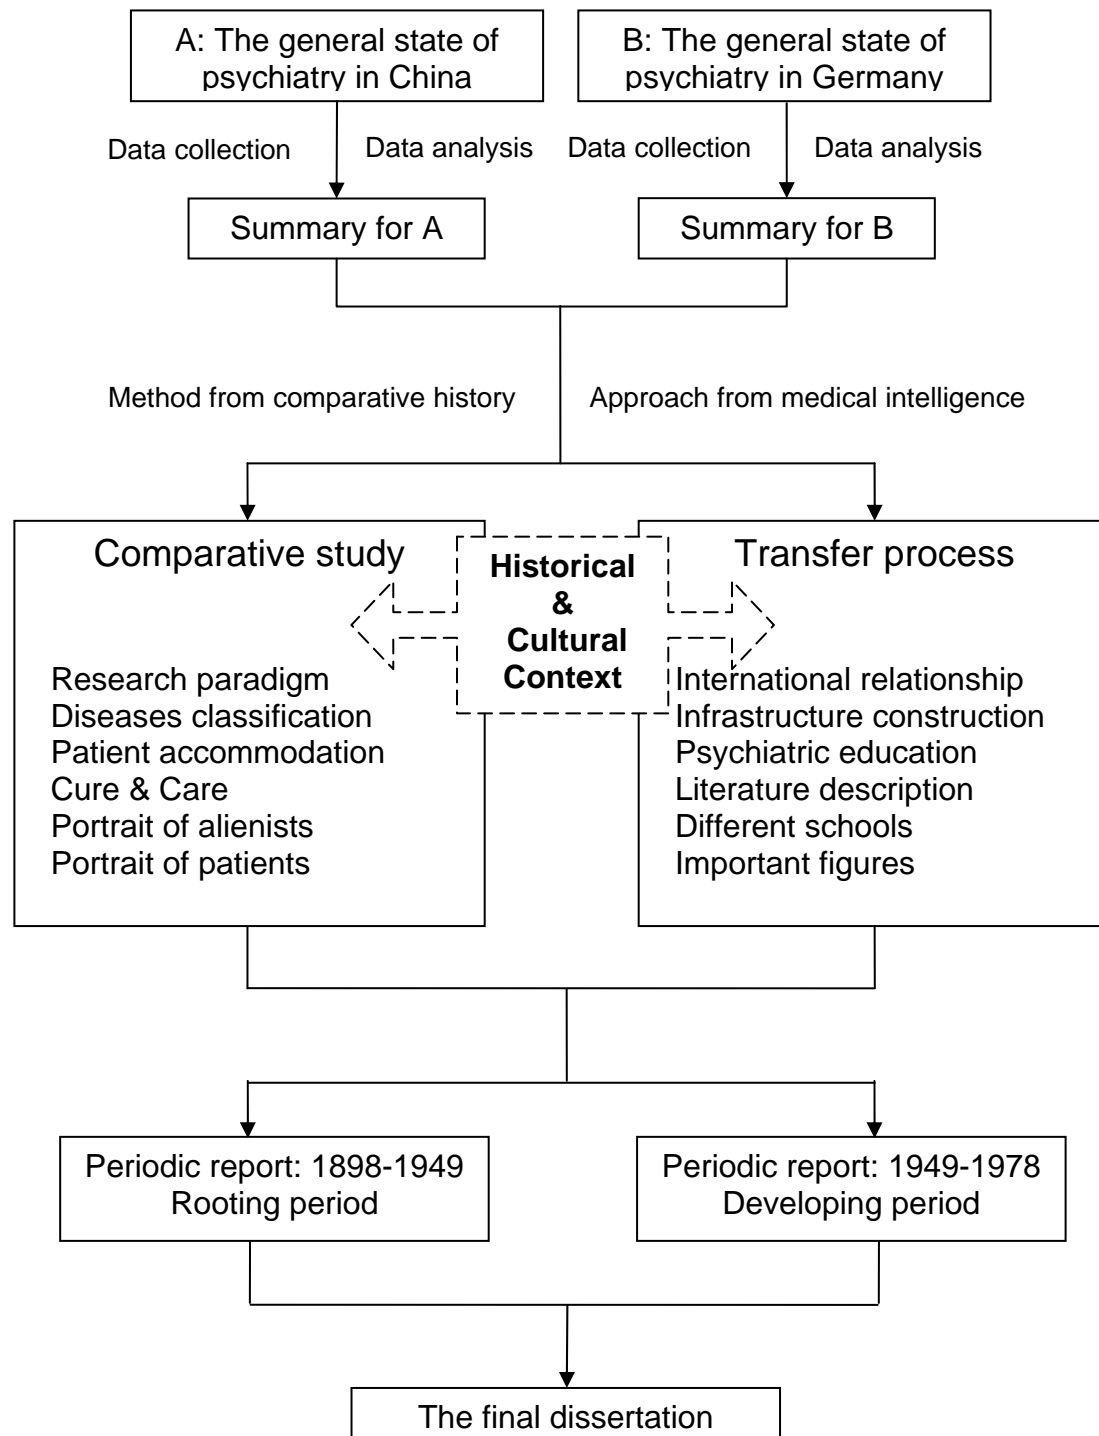 A: The general state of
psychiatry in China
B: The general state of
psychiatry in Germany
Data collection
Data analysis
Data collection
Data analysis
Summary for A
Summary for B
Method from comparative history
Approach from medical intelligence
Comparative study
Research paradigm
Diseases classification
Patient accommodation
Cure & Care
Portrait of alienists
Portrait of patients
Historical
&
Cultural
Context
Transfer process
International relationship
Infrastructure construction
Psychiatric education
Literature description
Different schools
Important figures
Periodic report: 1898-1949
Rooting period
Periodic report: 1949-1978
Developing period
The final dissertation